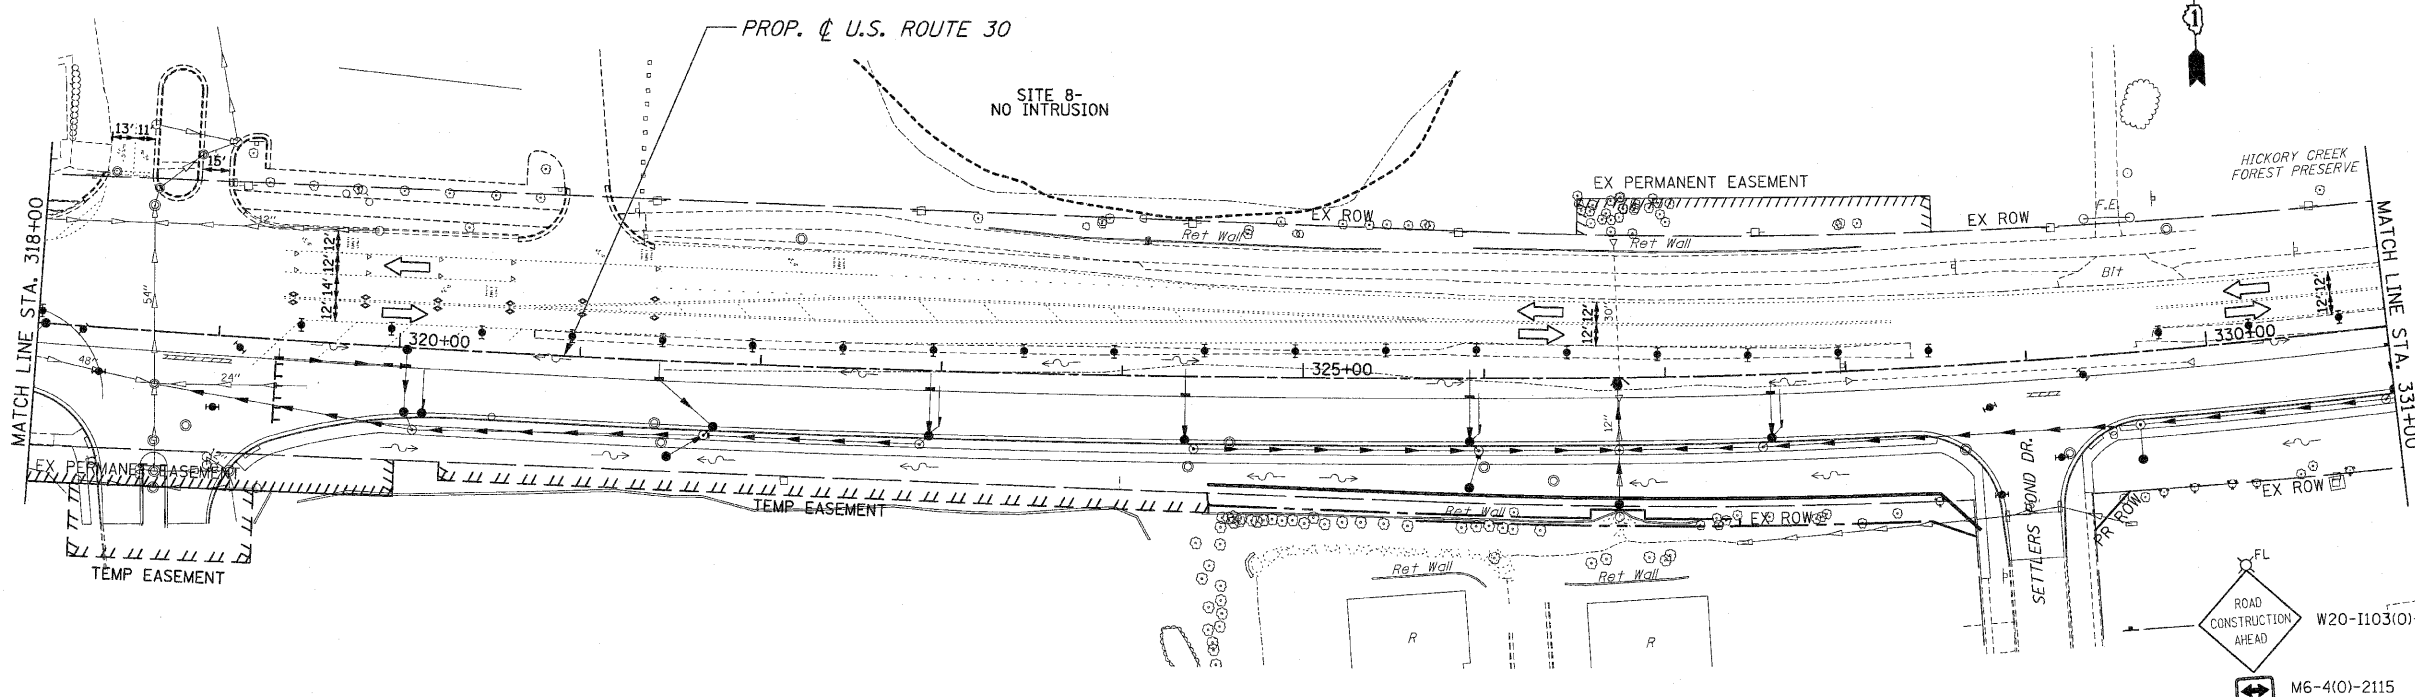 PROP. ℄ U.S. ROUTE 30
1
SITE 8-
NO INTRUSION
13' 11'
15'
HICKORY CREEK
FOREST PRESERVE
EX PERMANENT EASEMENT
F.E.
EX ROW
EX ROW
Ret Wall
Ret Wall
MATCH LINE STA. 318+00
MATCH LINE STA. 331+00
12"
54"
12' 14' 12' 12'
Blt
12' 12'
30'
12' 12'
320+00
325+00
330+00
48"
24"
12"
EX PERMANET EASEMENT
TEMP EASEMENT
TEMP EASEMENT
Ret Wall
EX ROW
EX ROW
PR ROW
SETTLERS POND DR.
Ret Wall
Ret Wall
R
R
FL
ROAD
CONSTRUCTION
AHEAD
W20-I103(O)-
M6-4(O)-2115